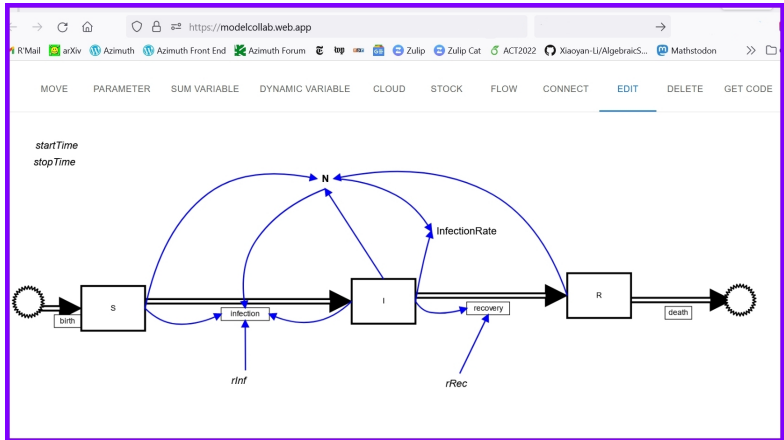 https://modelcollab.web.app
R'Mail arXiv Azimuth Azimuth Front End Azimuth Forum Zulip Zulip Cat ACT2022 Xiaoyan-Li/AlgebraicS... Mathstodon
MOVE PARAMETER SUM VARIABLE DYNAMIC VARIABLE CLOUD STOCK FLOW CONNECT EDIT DELETE GET CODE
startTime
stopTime
N
InfectionRate
S I R
birth infection recovery death
rInf rRec